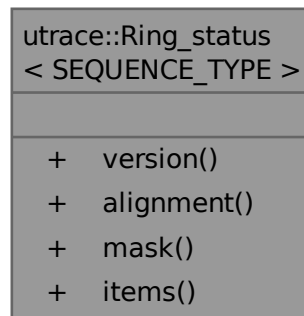 utrace::Ring_status
< SEQUENCE_TYPE >
+ version()
+ alignment()
+ mask()
+ items()